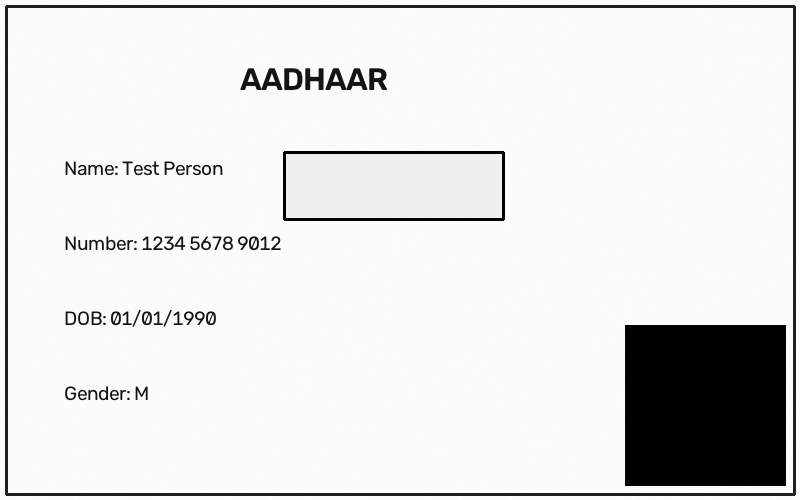 AADHAAR
Name: Test Person
Number: 1234 5678 9012
DOB: 01/01/1990
Gender: M